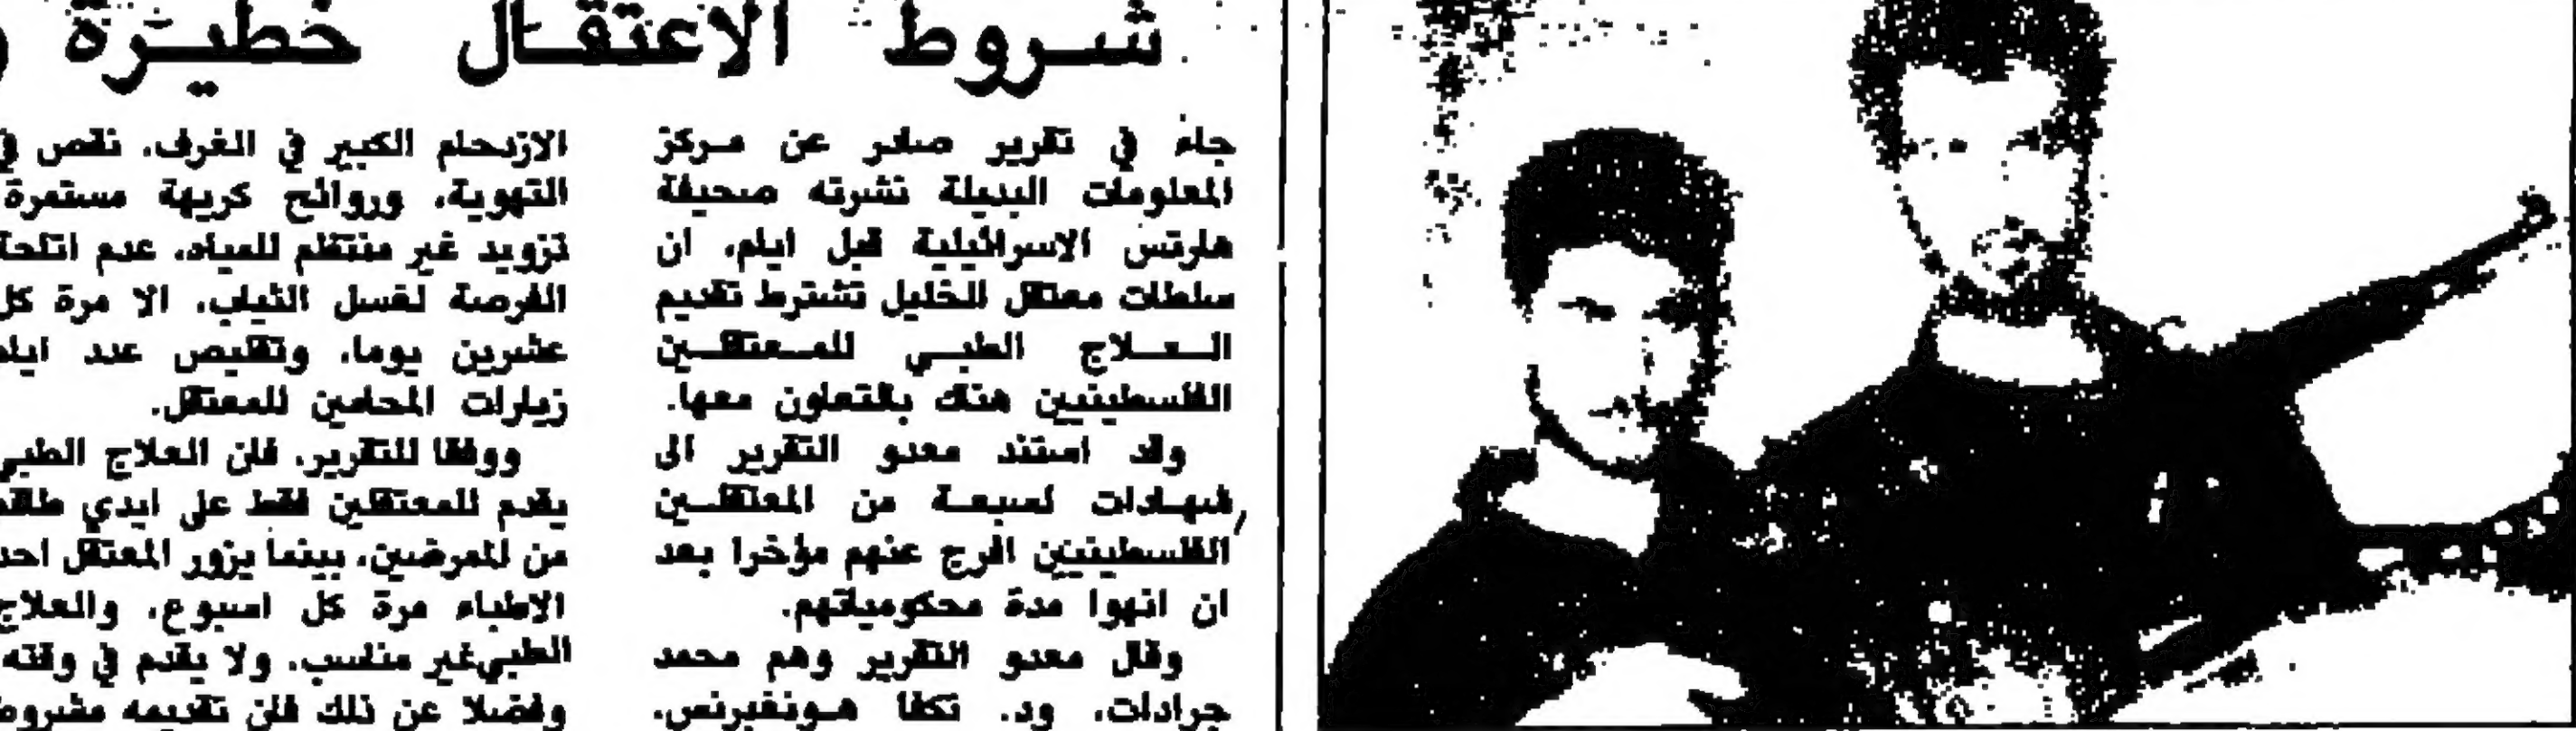 شروط الاعتقال خطيرة
جاء في تقرير صادر عن مركز
المعلومات البديلة نشرته صحيفة
هارتس الاسرائيلية قبل ايام، ان
سلطات معتقل الخليل تشترط تقديم
العلاج الطبي للمعتقلين
الفلسطينيين هناك بالتعاون معها.
وقد استند معدو التقرير الى
شهادات لسبعة من المعتقلين
الفلسطينيين افرج عنهم مؤخرا بعد
ان انهوا مدة محكومياتهم.
وقال معدو التقرير وهم محمد
جرادات، ود. تكفا هونغبرنس،
الازدحام الكبير في الغرف، نقص في
التهوية، وروائح كريهة مستمرة
تزويد غير منتظم للمياه، عدم اتاحة
الفرصة لغسل الثياب، الا مرة كل
عشرين يوما، وتقليص عدد ايام
زيارات المحامين للمعتقل.
ووفقا للتقرير، فان العلاج الطبي
يقدم للمعتقلين فقط على ايدي طاقم
من الممرضين، بينما يزور المعتقل احد
الاطباء مرة كل اسبوع، والعلاج
الطبي غير مناسب، ولا يقدم في وقته
وفضلا عن ذلك فان تقديمه مشروط